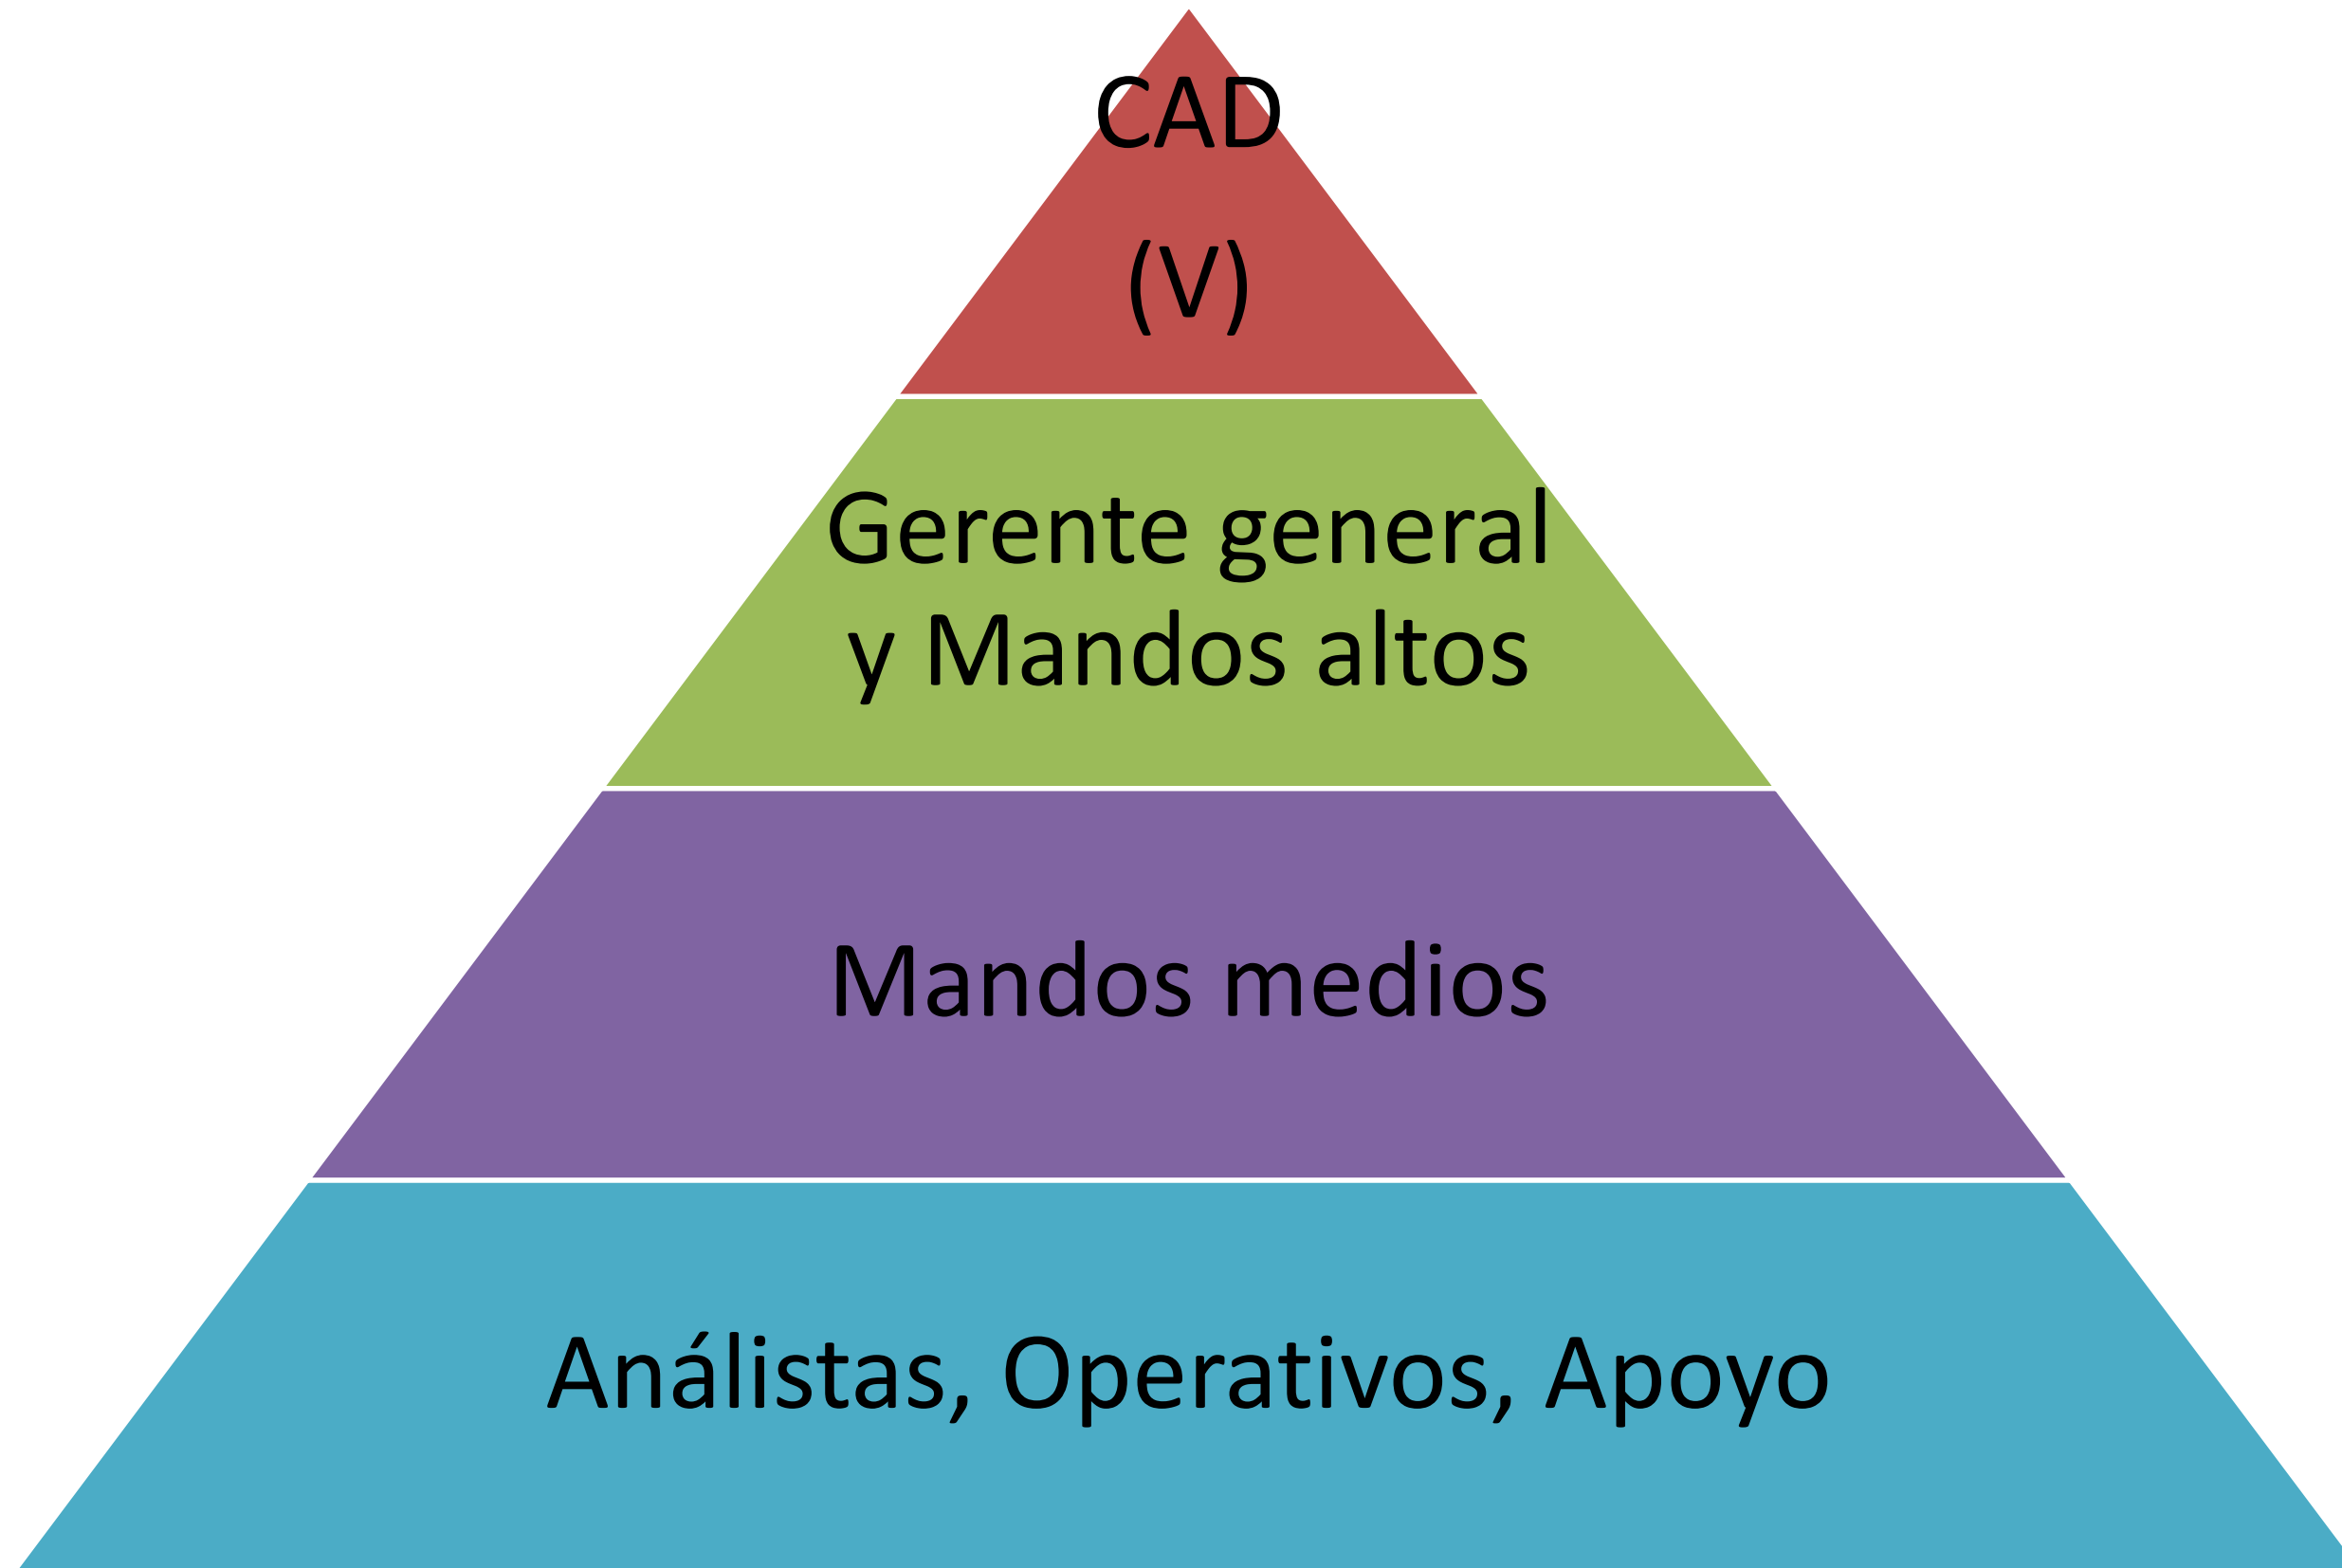 CAD
(V)
Gerente general
y Mandos altos
Mandos medios
Análistas, Operativos, Apoyo